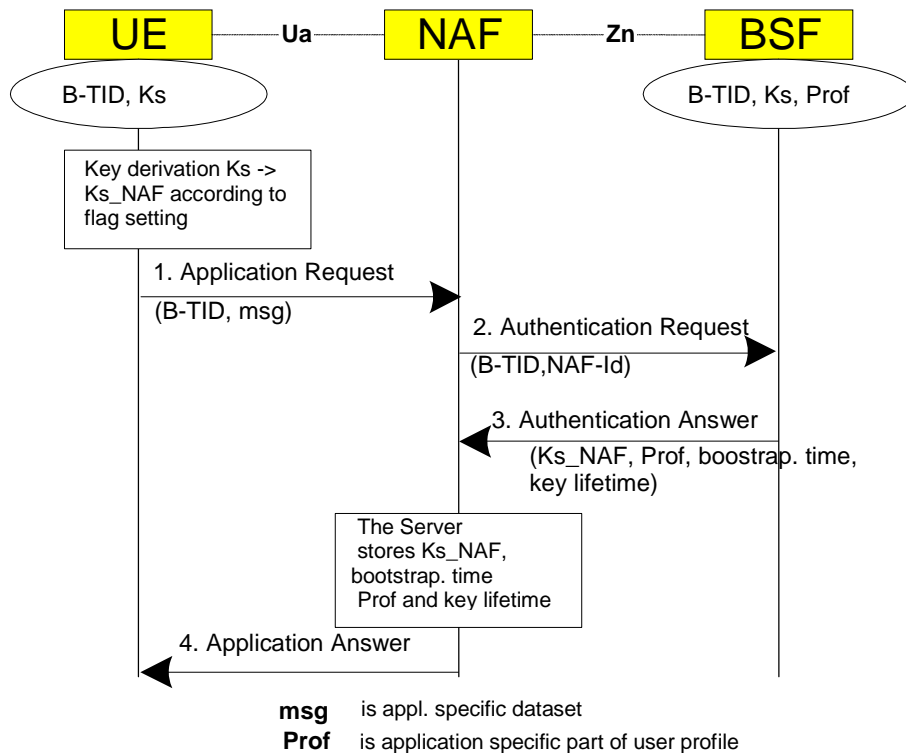 UE Ua NAF Zn BSF
B-TID, Ks
B-TID, Ks, Prof
Key derivation Ks ->
Ks_NAF according to
flag setting
1. Application Request
(B-TID, msg)
2. Authentication Request
(B-TID,NAF-Id)
3. Authentication Answer
(Ks_NAF, Prof, boostrap. time,
key lifetime)
The Server
stores Ks_NAF,
bootstrap. time
Prof and key lifetime
4. Application Answer
msg is appl. specific dataset
Prof is application specific part of user profile